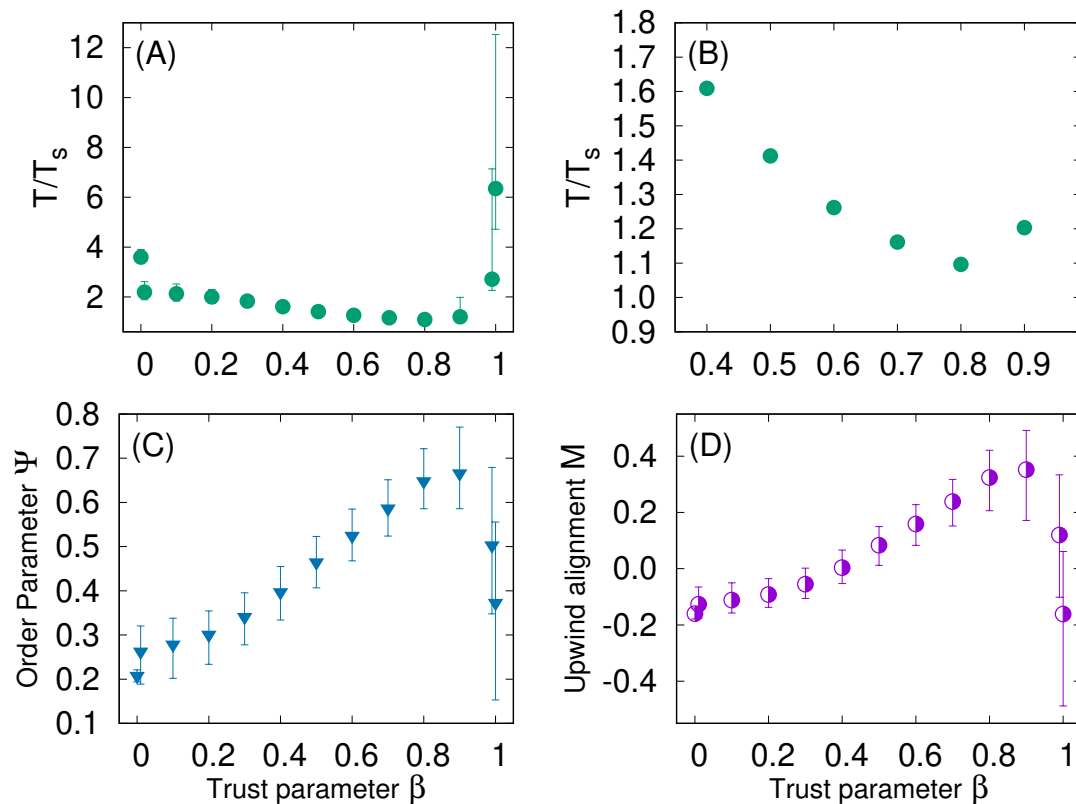 (A)
T/Ts
12
10
8
6
4
2
0 0.2 0.4 0.6 0.8 1
(B)
T/Ts
1.8
1.7
1.6
1.5
1.4
1.3
1.2
1.1
1.0
0.9
0.4 0.5 0.6 0.7 0.8 0.9
(C)
Order Parameter Ψ
0.8
0.7
0.6
0.5
0.4
0.3
0.2
0.1
0 0.2 0.4 0.6 0.8 1
Trust parameter β
(D)
Upwind alignment M
0.4
0.2
0.0
-0.2
-0.4
0 0.2 0.4 0.6 0.8 1
Trust parameter β